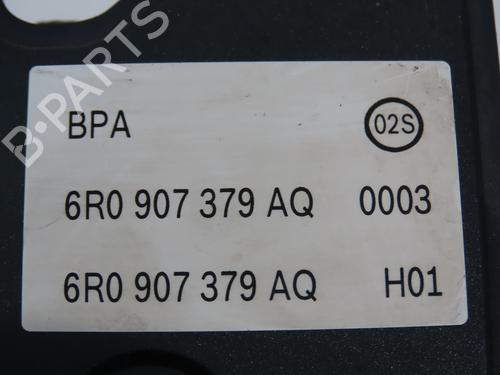 B-PARTS
BPA 02S
6R0 907 379 AQ 0003
6R0 907 379 AQ H01